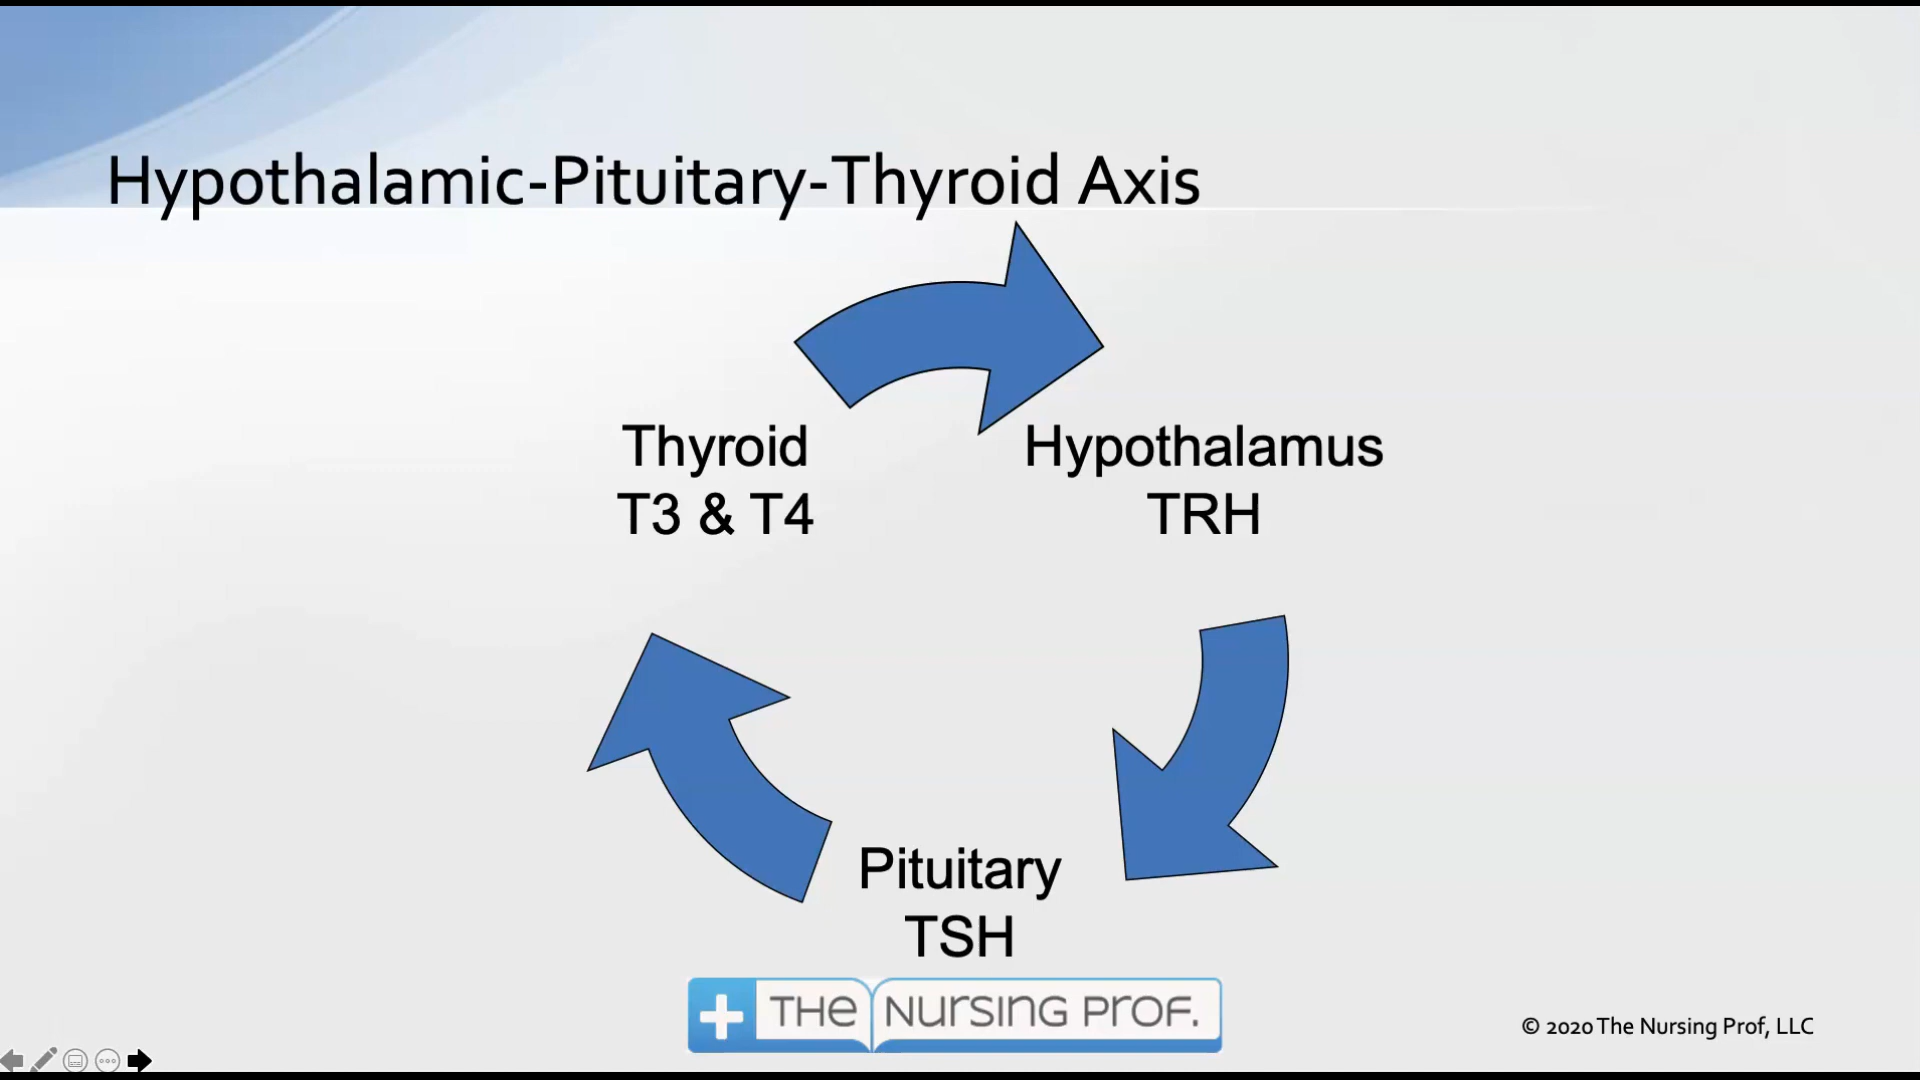 Hypothalamic-Pituitary-Thyroid Axis
Thyroid
T3 & T4
Hypothalamus
TRH
Pituitary
TSH
THE NURSING PROF.
© 2020 The Nursing Prof, LLC